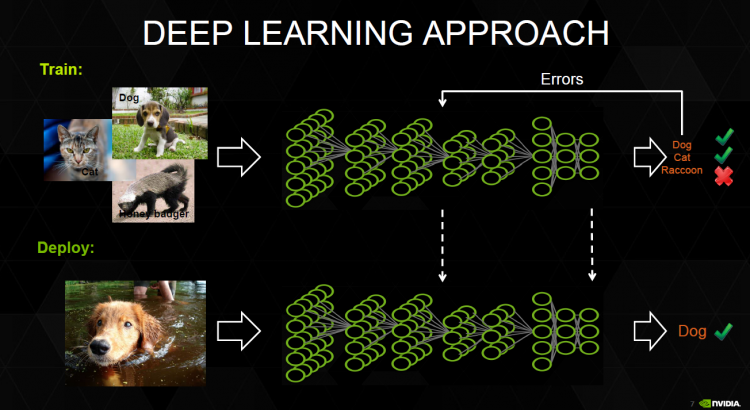 DEEP LEARNING APPROACH
Train:
Errors
Dog
Cat
Honey badger
Dog
Cat
Raccoon
Deploy:
Dog
7
NVIDIA.